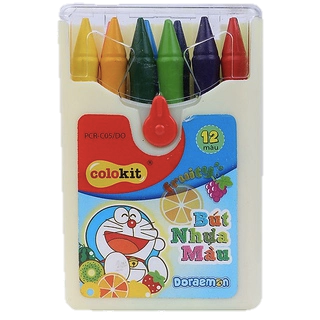 PCR-C05/DO
12
màu
colokit
Bút
Nhựa
Màu
Doraemon